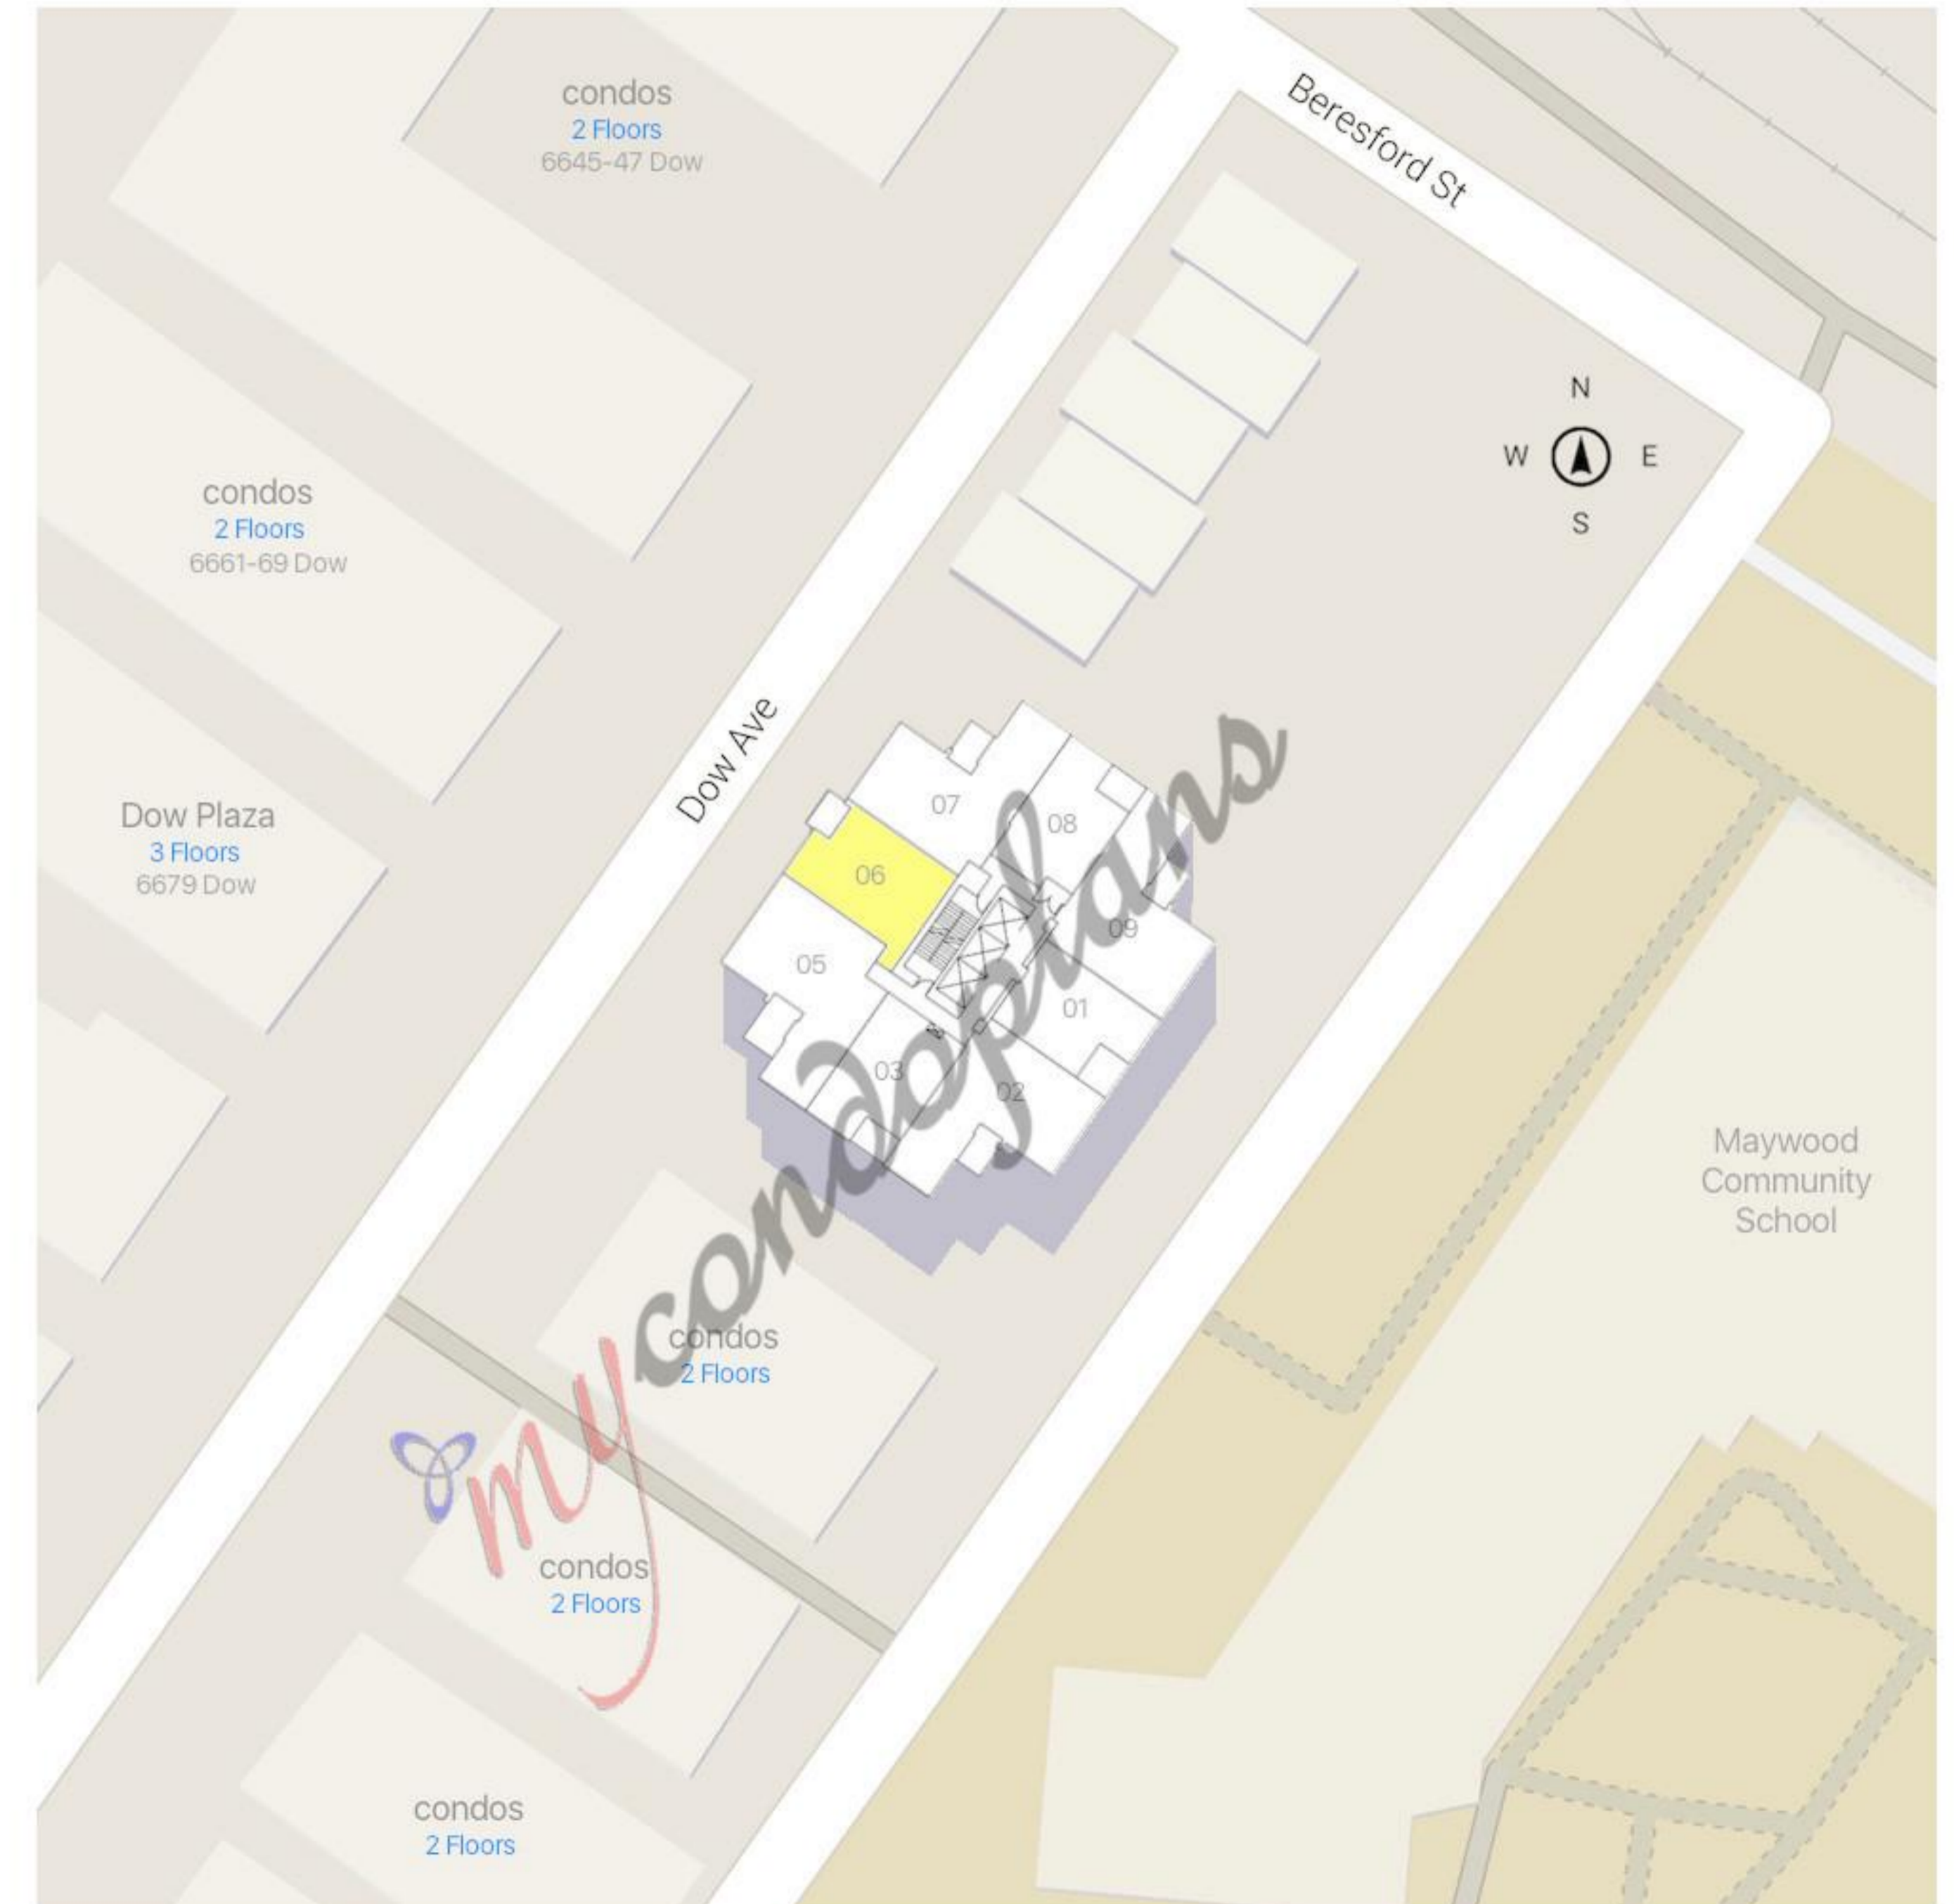 condos
2 Floors
6645-47 Dow
Beresford St
N
W
E
S
condos
2 Floors
6661-69 Dow
Dow Ave
Dow Plaza
3 Floors
6679 Dow
07
08
06
09
05
01
03
02
Maywood
Community
School
condos
2 Floors
mycondoplans
condos
2 Floors
condos
2 Floors